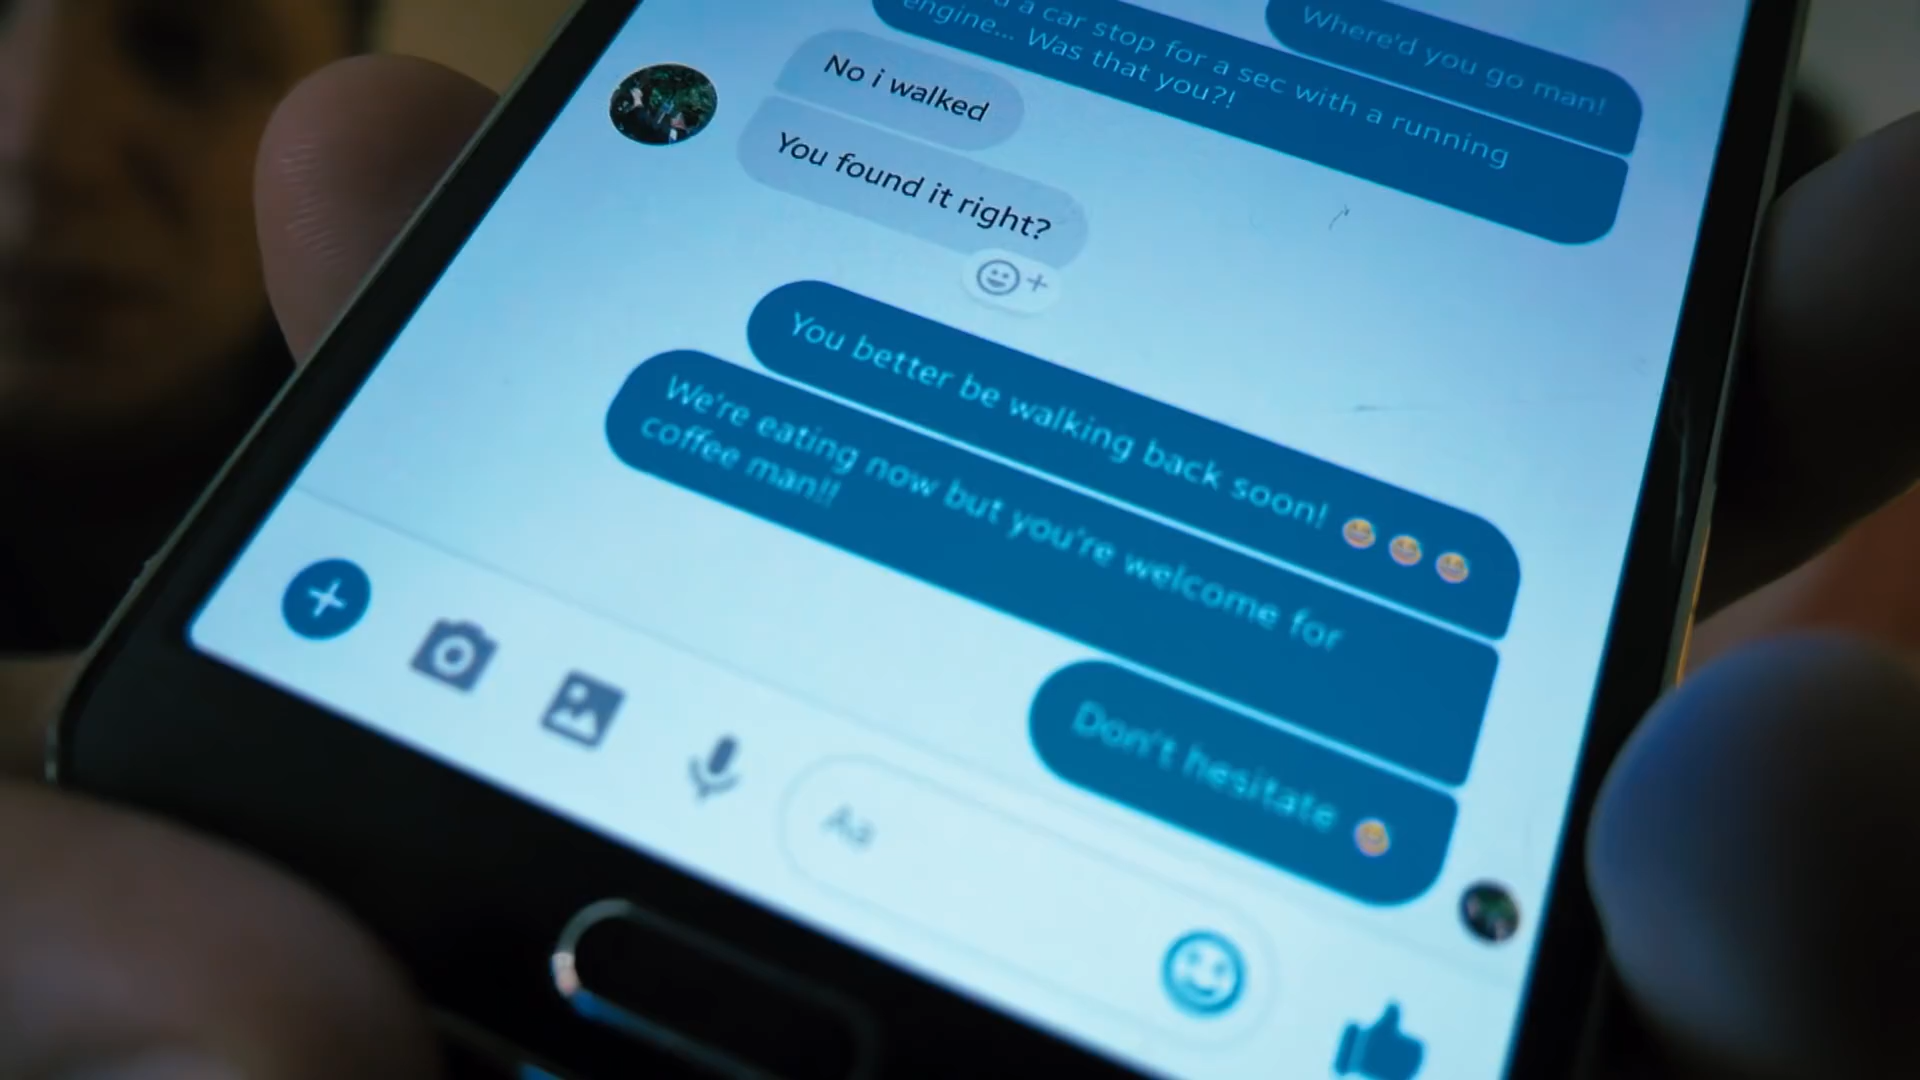 Where'd you go man!
a car stop for a sec with a running
engine... Was that you?!
No i walked
You found it right?
You better be walking back soon! 😄 😄 😄
We're eating now but you're welcome for
coffee man!!
Don't hesitate 😄
Aa